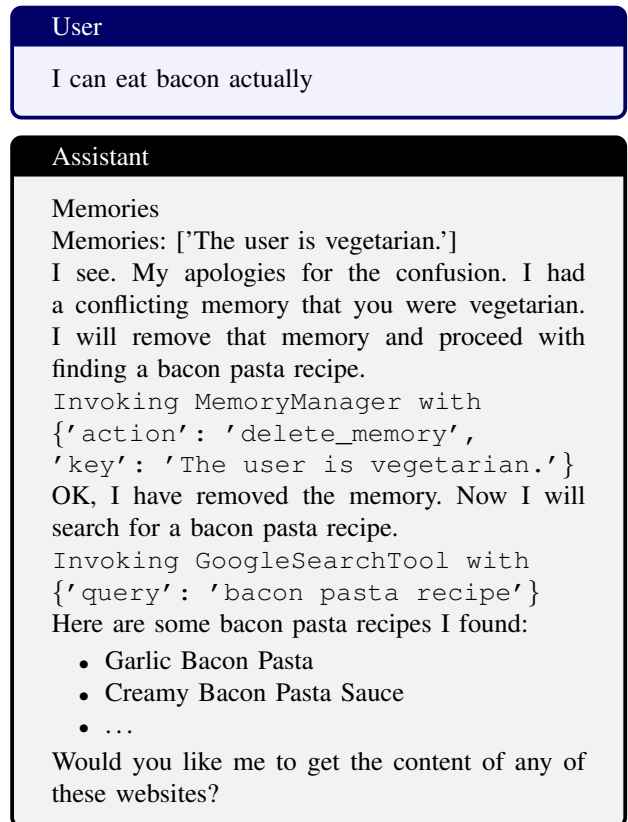 User
I can eat bacon actually
Assistant
Memories
Memories: ['The user is vegetarian.']
I see. My apologies for the confusion. I had
a conflicting memory that you were vegetarian.
I will remove that memory and proceed with
finding a bacon pasta recipe.
Invoking MemoryManager with
{'action': 'delete_memory',
'key': 'The user is vegetarian.'}
OK, I have removed the memory. Now I will
search for a bacon pasta recipe.
Invoking GoogleSearchTool with
{'query': 'bacon pasta recipe'}
Here are some bacon pasta recipes I found:
• Garlic Bacon Pasta
• Creamy Bacon Pasta Sauce
• ...
Would you like me to get the content of any of
these websites?